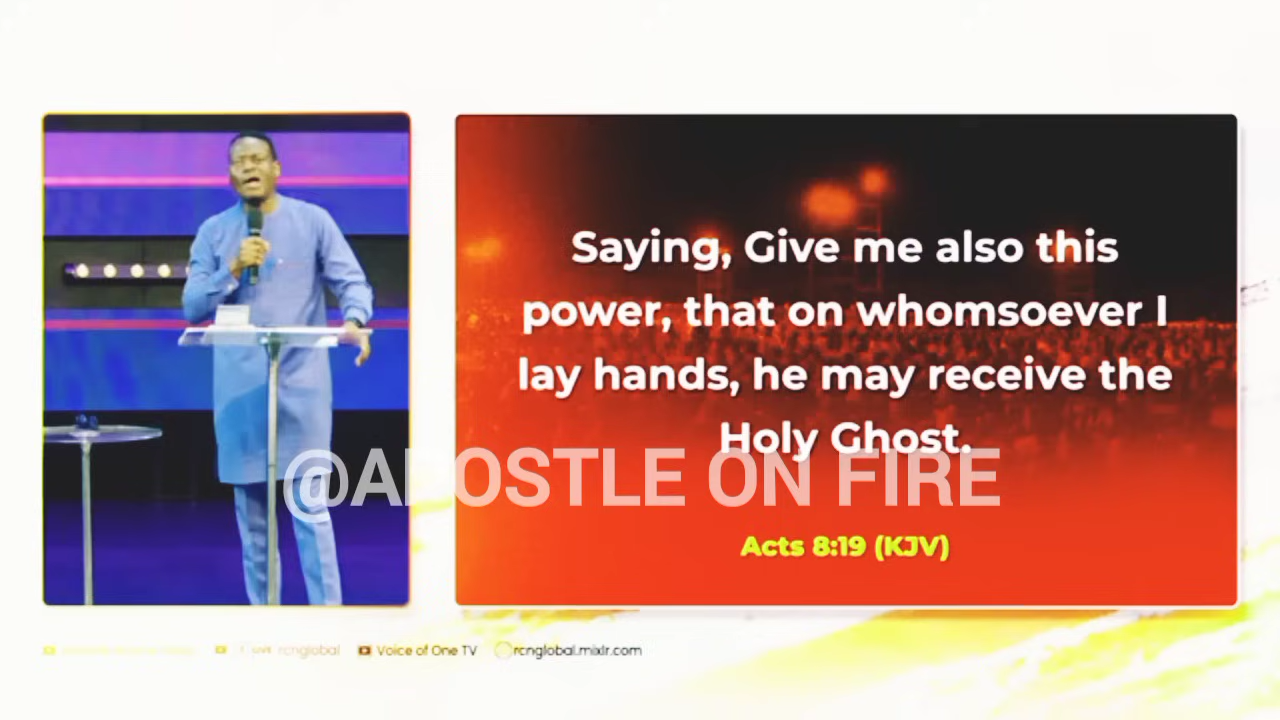 Saying, Give me also this
power, that on whomsoever I
lay hands, he may receive the
Holy Ghost.
@APOSTLE ON FIRE
Acts 8:19 (KJV)
rcnglobal
Voice of One TV
rcnglobal.mixlr.com